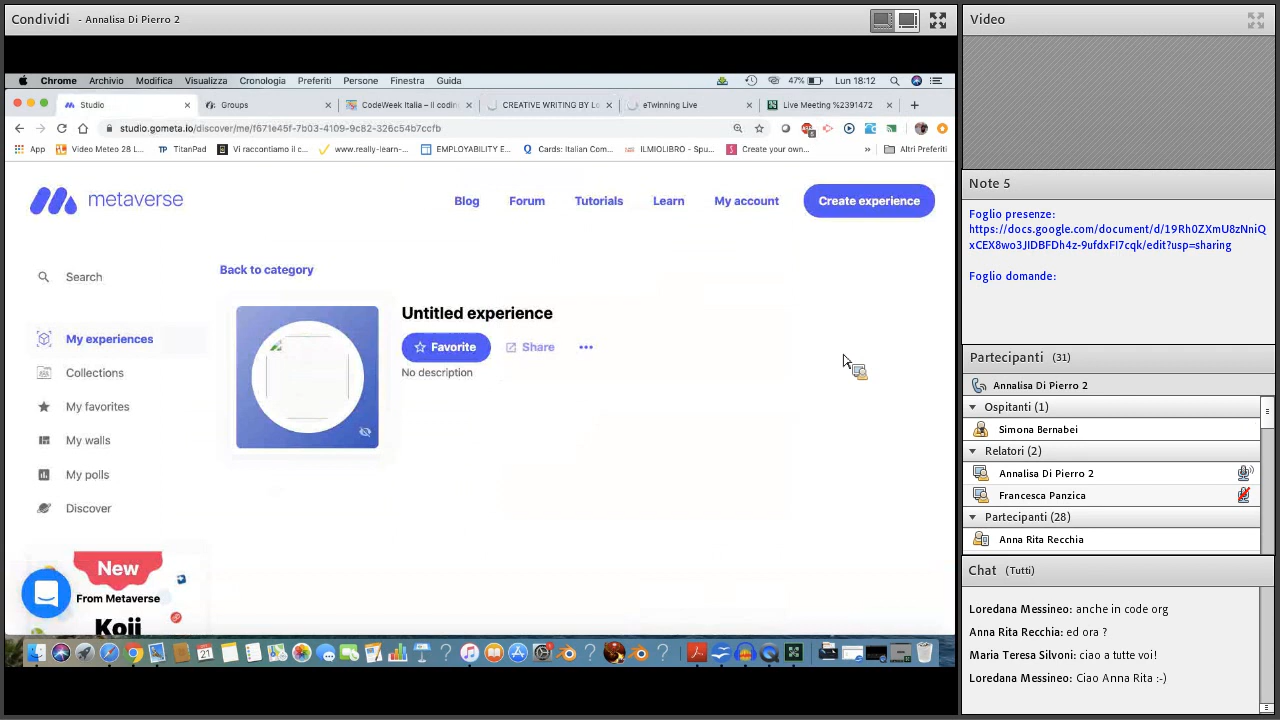 Condividi - Annalisa Di Pierro 2
Chrome Archivio Modifica Visualizza Cronologia Preferiti Persone Finestra Guida 47% Lun 18:12
Studio Groups CodeWeek Italia – Il codin CREATIVE WRITING BY Le eTwinning Live Live Meeting %2391472
studio.gometa.io/discover/me/f671e45f-7b03-4109-9c82-326c54b7ccfb
App Video Meteo 28 L... TitanPad Vi raccontiamo il c... www.really-learn-... EMPLOYABILITY E... Cards: Italian Com... ILMIOLIBRO - Spu... Create your own... » Altri Preferiti
metaverse
Blog Forum Tutorials Learn My account Create experience
Search
My experiences
Collections
My favorites
My walls
My polls
Discover
New
From Metaverse
Koji
Back to category
Untitled experience
Favorite Share •••
No description
Video
Note 5
Foglio presenze:
https://docs.google.com/document/d/19Rh0ZXmU8zNniQ
xCEX8wo3JIDBFDh4z-9ufdxFI7cqk/edit?usp=sharing
Foglio domande:
Partecipanti (31)
Annalisa Di Pierro 2
Ospitanti (1)
Simona Bernabei
Relatori (2)
Annalisa Di Pierro 2
Francesca Panzica
Partecipanti (28)
Anna Rita Recchia
Chat (Tutti)
Loredana Messineo: anche in code org
Anna Rita Recchia: ed ora ?
Maria Teresa Silvoni: ciao a tutte voi!
Loredana Messineo: Ciao Anna Rita :-)